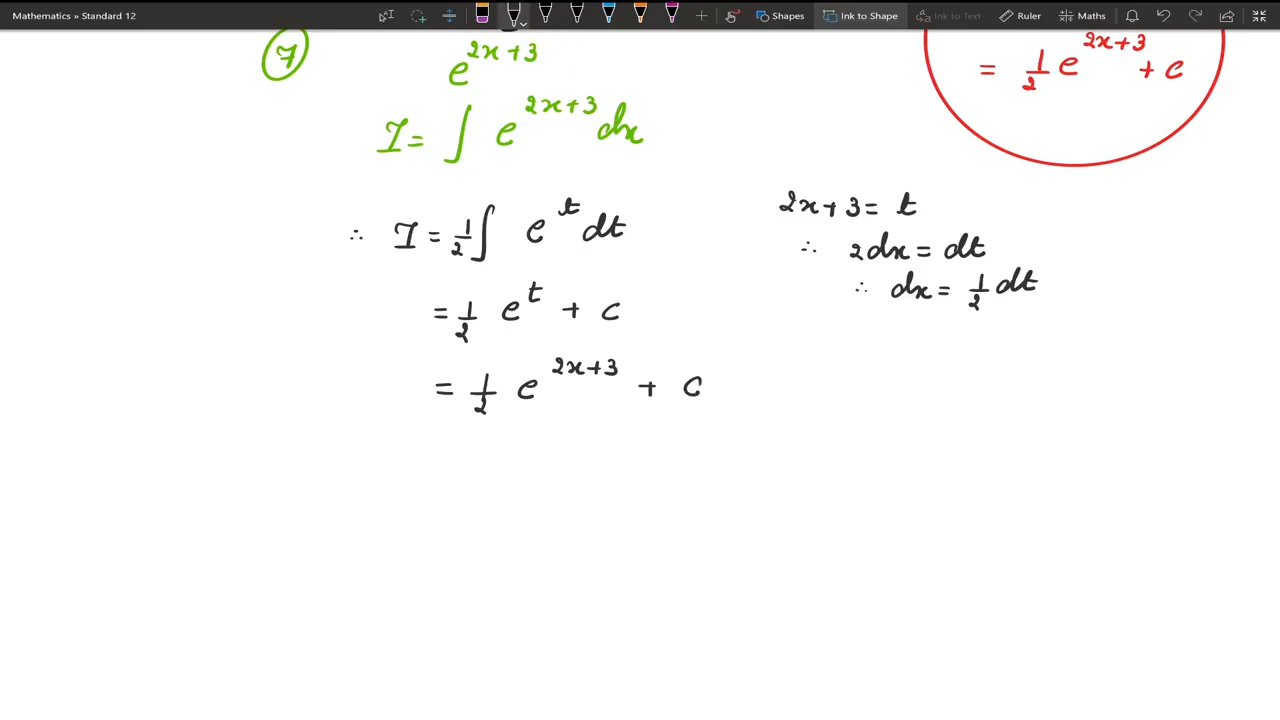 Mathematics » Standard 12
Shapes Ink to Shape Ink to Text Ruler Maths
7 e^{2x+3}
= 1/2 e^{2x+3} + c
I = ∫ e^{2x+3} dx
2x+3 = t
∴ I = 1/2 ∫ e^t dt
∴ 2dx = dt
∴ dx = 1/2 dt
= 1/2 e^t + c
= 1/2 e^{2x+3} + c